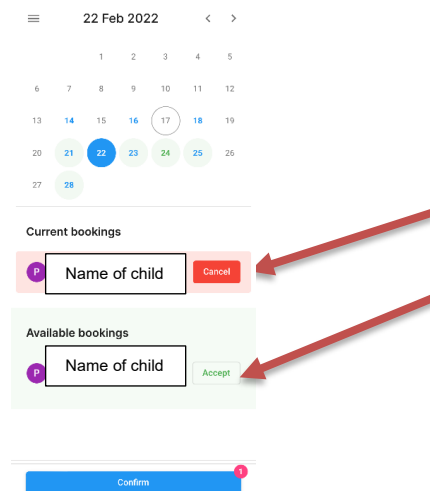 22 Feb 2022
1 2 3 4 5
6 7 8 9 10 11 12
13 14 15 16 17 18 19
20 21 22 23 24 25 26
27 28
Current bookings
P Name of child Cancel
Available bookings
P Name of child Accept
1
Confirm